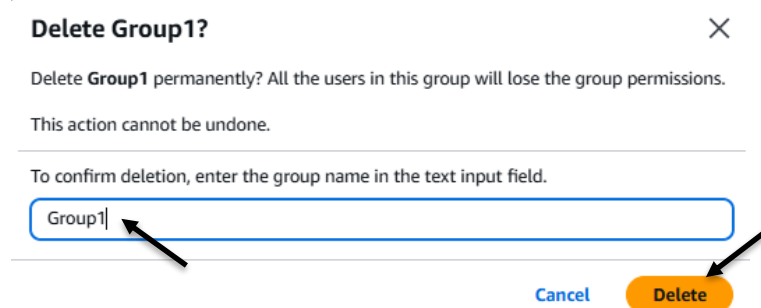 Delete Group1?
Delete Group1 permanently? All the users in this group will lose the group permissions.
This action cannot be undone.
To confirm deletion, enter the group name in the text input field.
Group1
Cancel Delete